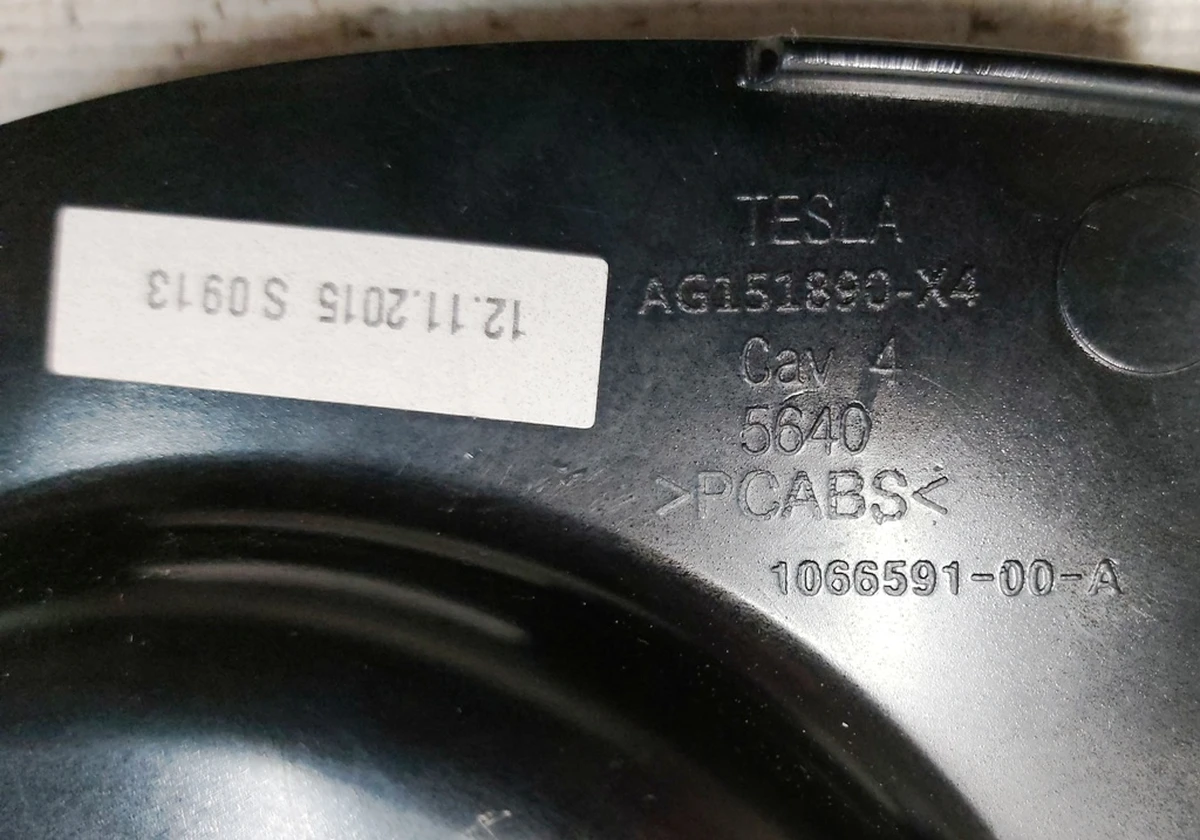 12.11.2015 S 0913
TESLA
AG151890-X4
Cav 4
5640
>PCABS<
1066591-00-A